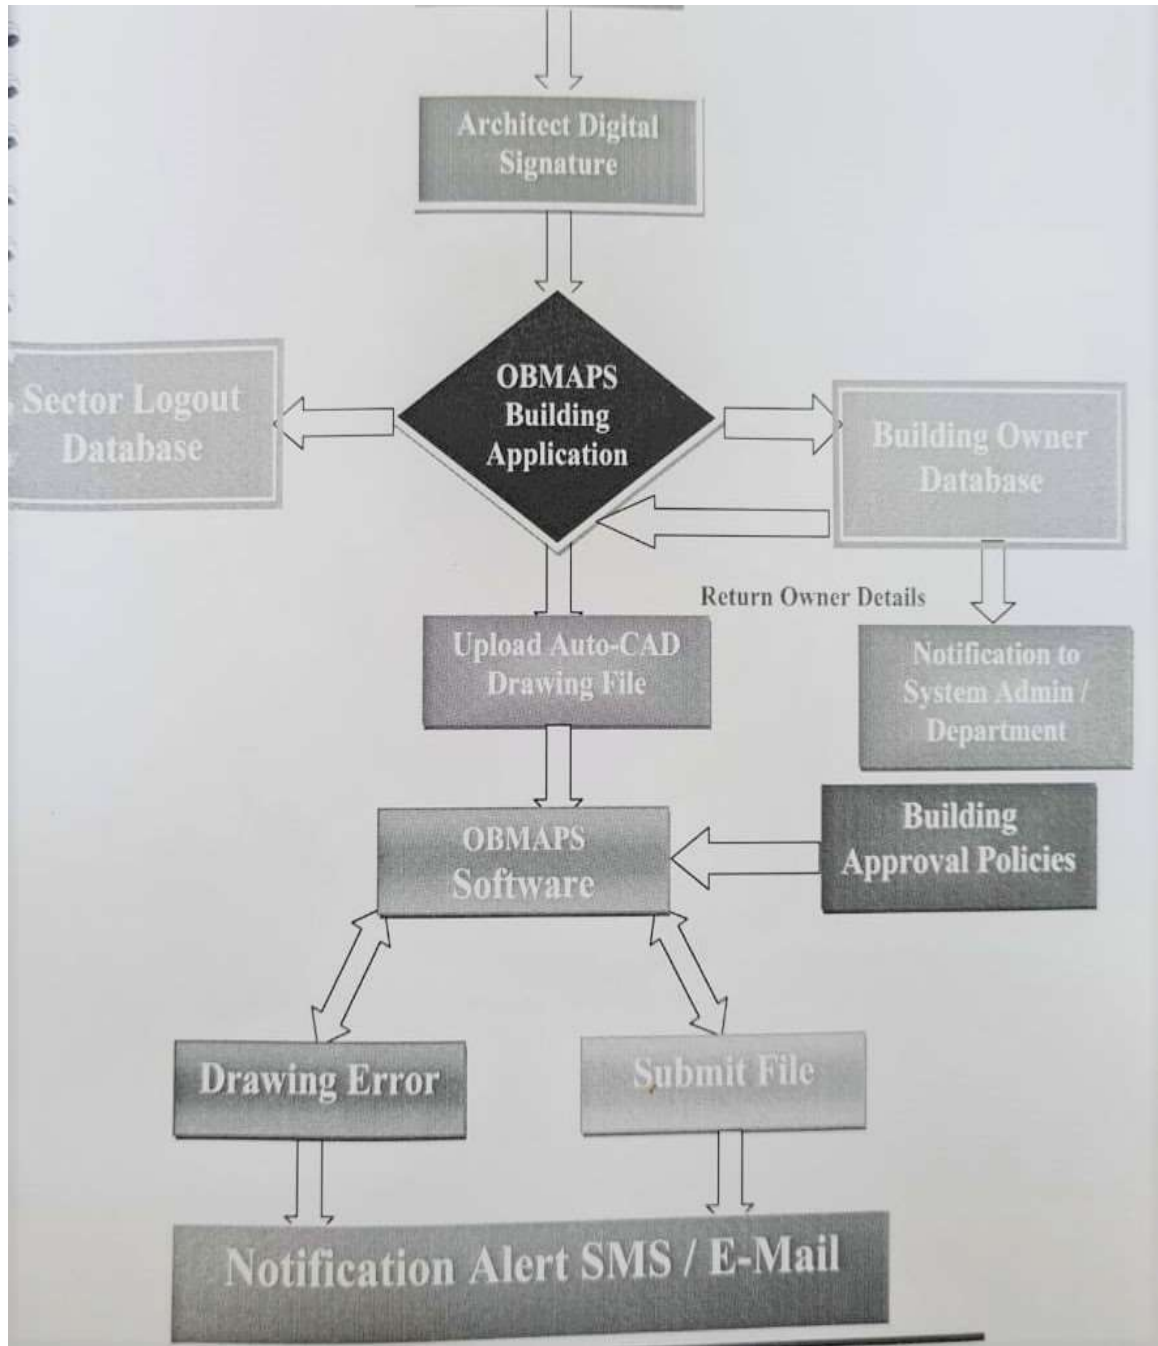 Architect Digital
Signature
OBMAPS
Building
Application
Sector Logout
Database
Building Owner
Database
Return Owner Details
Upload Auto-CAD
Drawing File
Notification to
System Admin /
Department
OBMAPS
Software
Building
Approval Policies
Drawing Error
Submit File
Notification Alert SMS / E-Mail